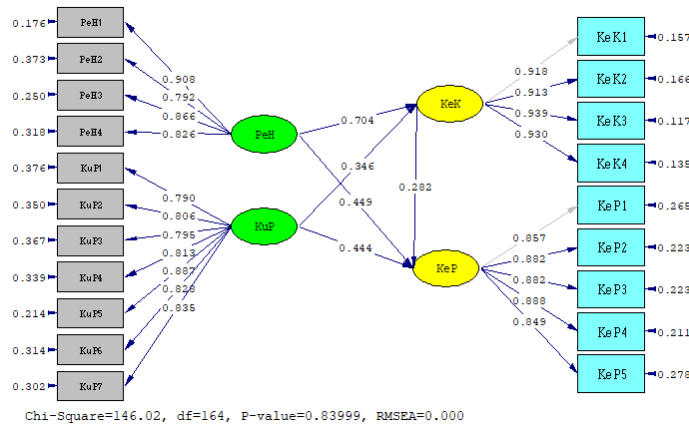 0.176 PeH1
0.373 PeH2
0.250 PeH3
0.318 PeH4
0.376 KuP1
0.350 KuP2
0.367 KuP3
0.339 KuP4
0.214 KuP5
0.314 KuP6
0.302 KuP7
0.908
0.792
0.866
0.826
0.790
0.806
0.795
0.813
0.887
0.828
0.835
PeH
KuP
0.704
0.346
0.449
0.444
0.282
KeK
KeP
0.918
0.913
0.939
0.930
0.857
0.882
0.882
0.888
0.849
KeK1 0.157
KeK2 0.166
KeK3 0.117
KeK4 0.135
KeP1 0.265
KeP2 0.223
KeP3 0.223
KeP4 0.211
KeP5 0.278
Chi-Square=146.02, df=164, P-value=0.83999, RMSEA=0.000